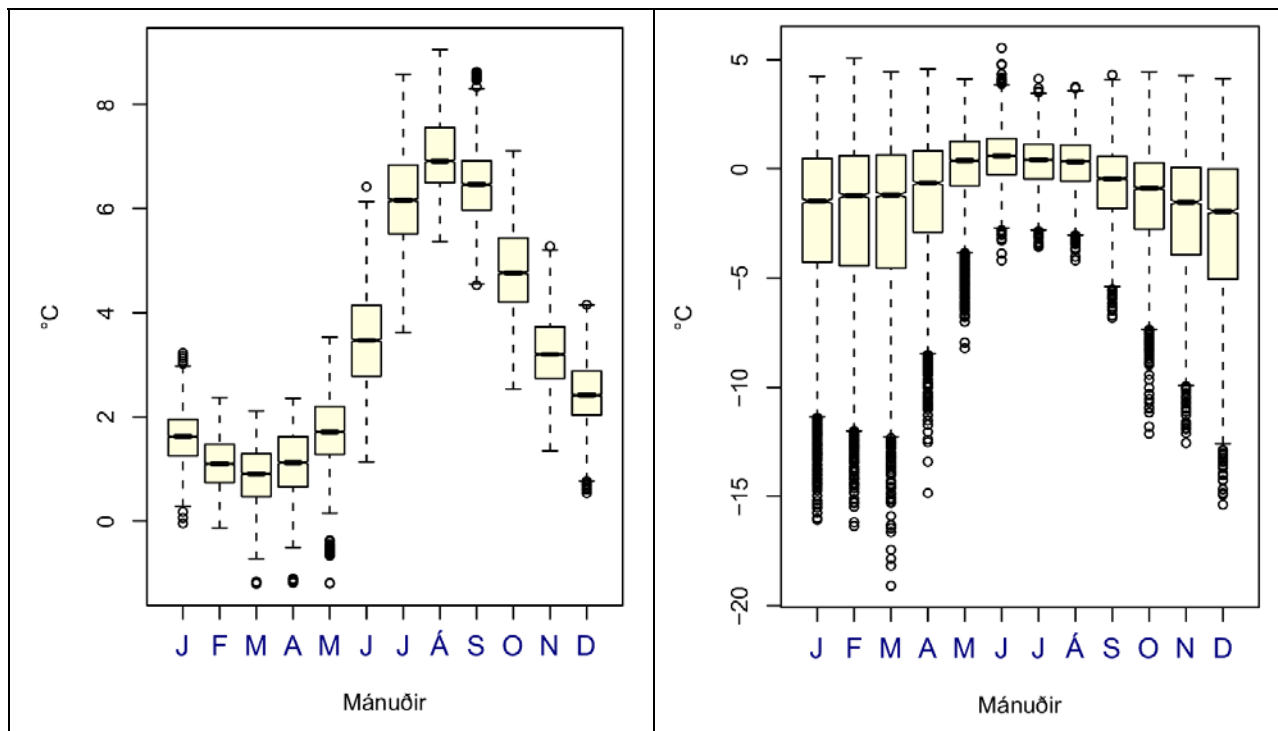 8
6
4
2
0
°C
J F M A M J J Á S O N D
Mánuðir
5
0
−5
−10
−15
−20
°C
J F M A M J J Á S O N D
Mánuðir